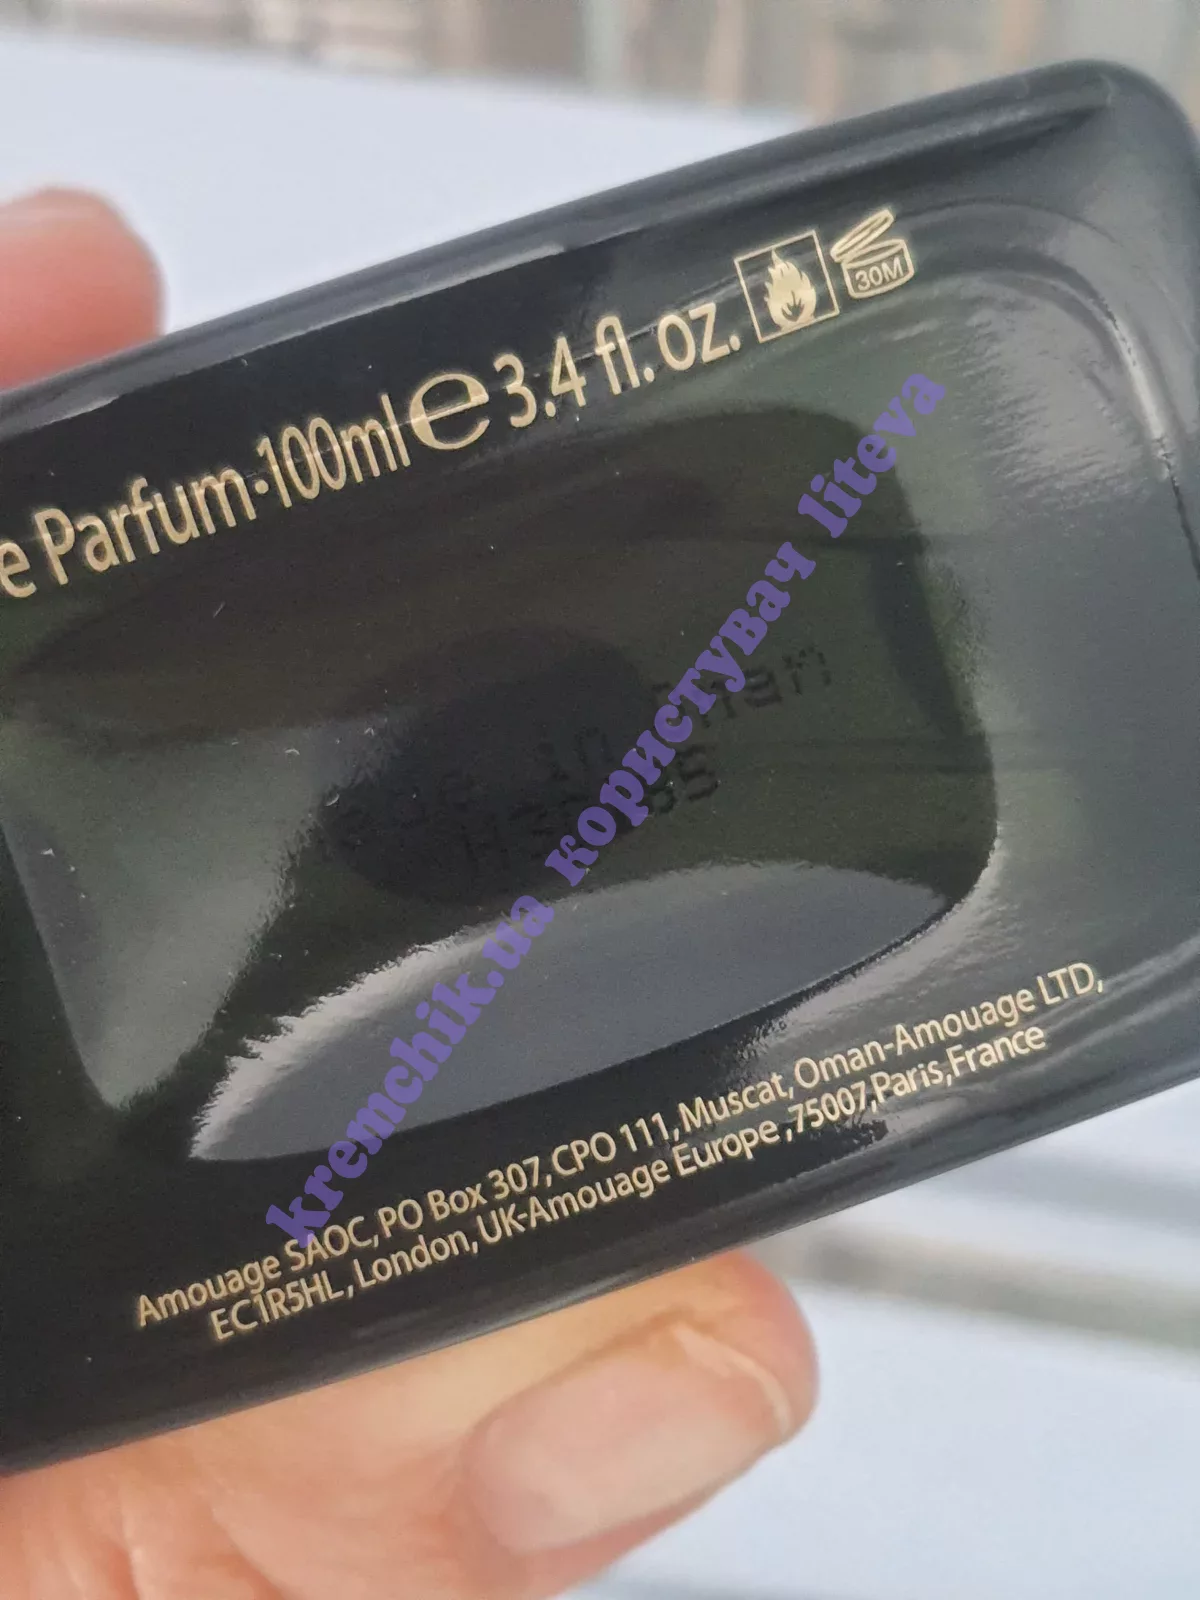 e Parfum·100ml e 3.4 fl. oz.
30M
Amouage SAOC, PO Box 307, CPO 111, Muscat, Oman-Amouage LTD,
EC1R5HL, London, UK-Amouage Europe ,75007,Paris,France
kremchik.ua користувач liteva